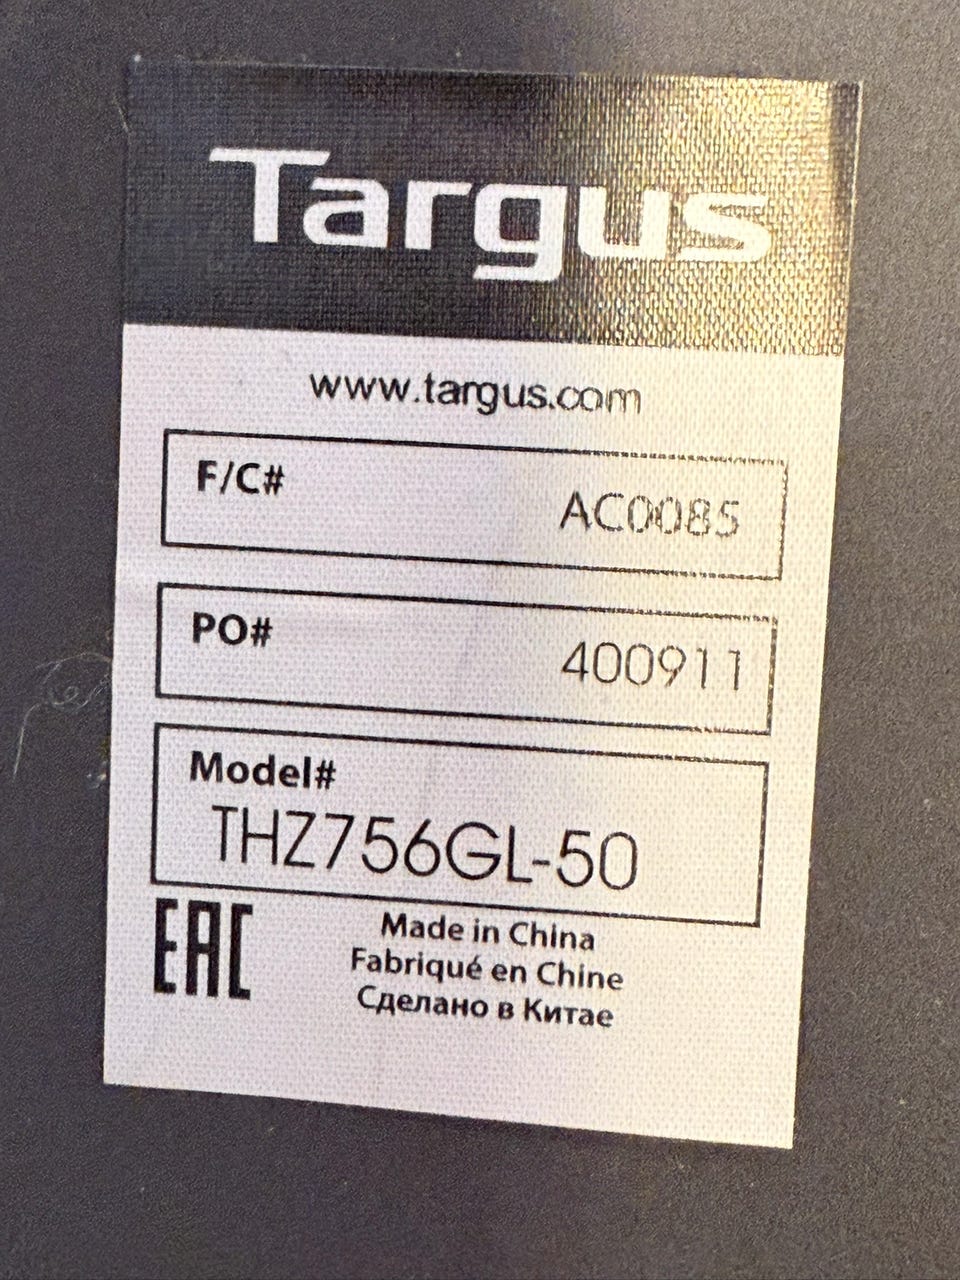 Targus
www.targus.com
F/C#
AC0085
PO#
400911
Model#
THZ756GL-50
EAC
Made in China
Fabriqué en Chine
Сделано в Китае